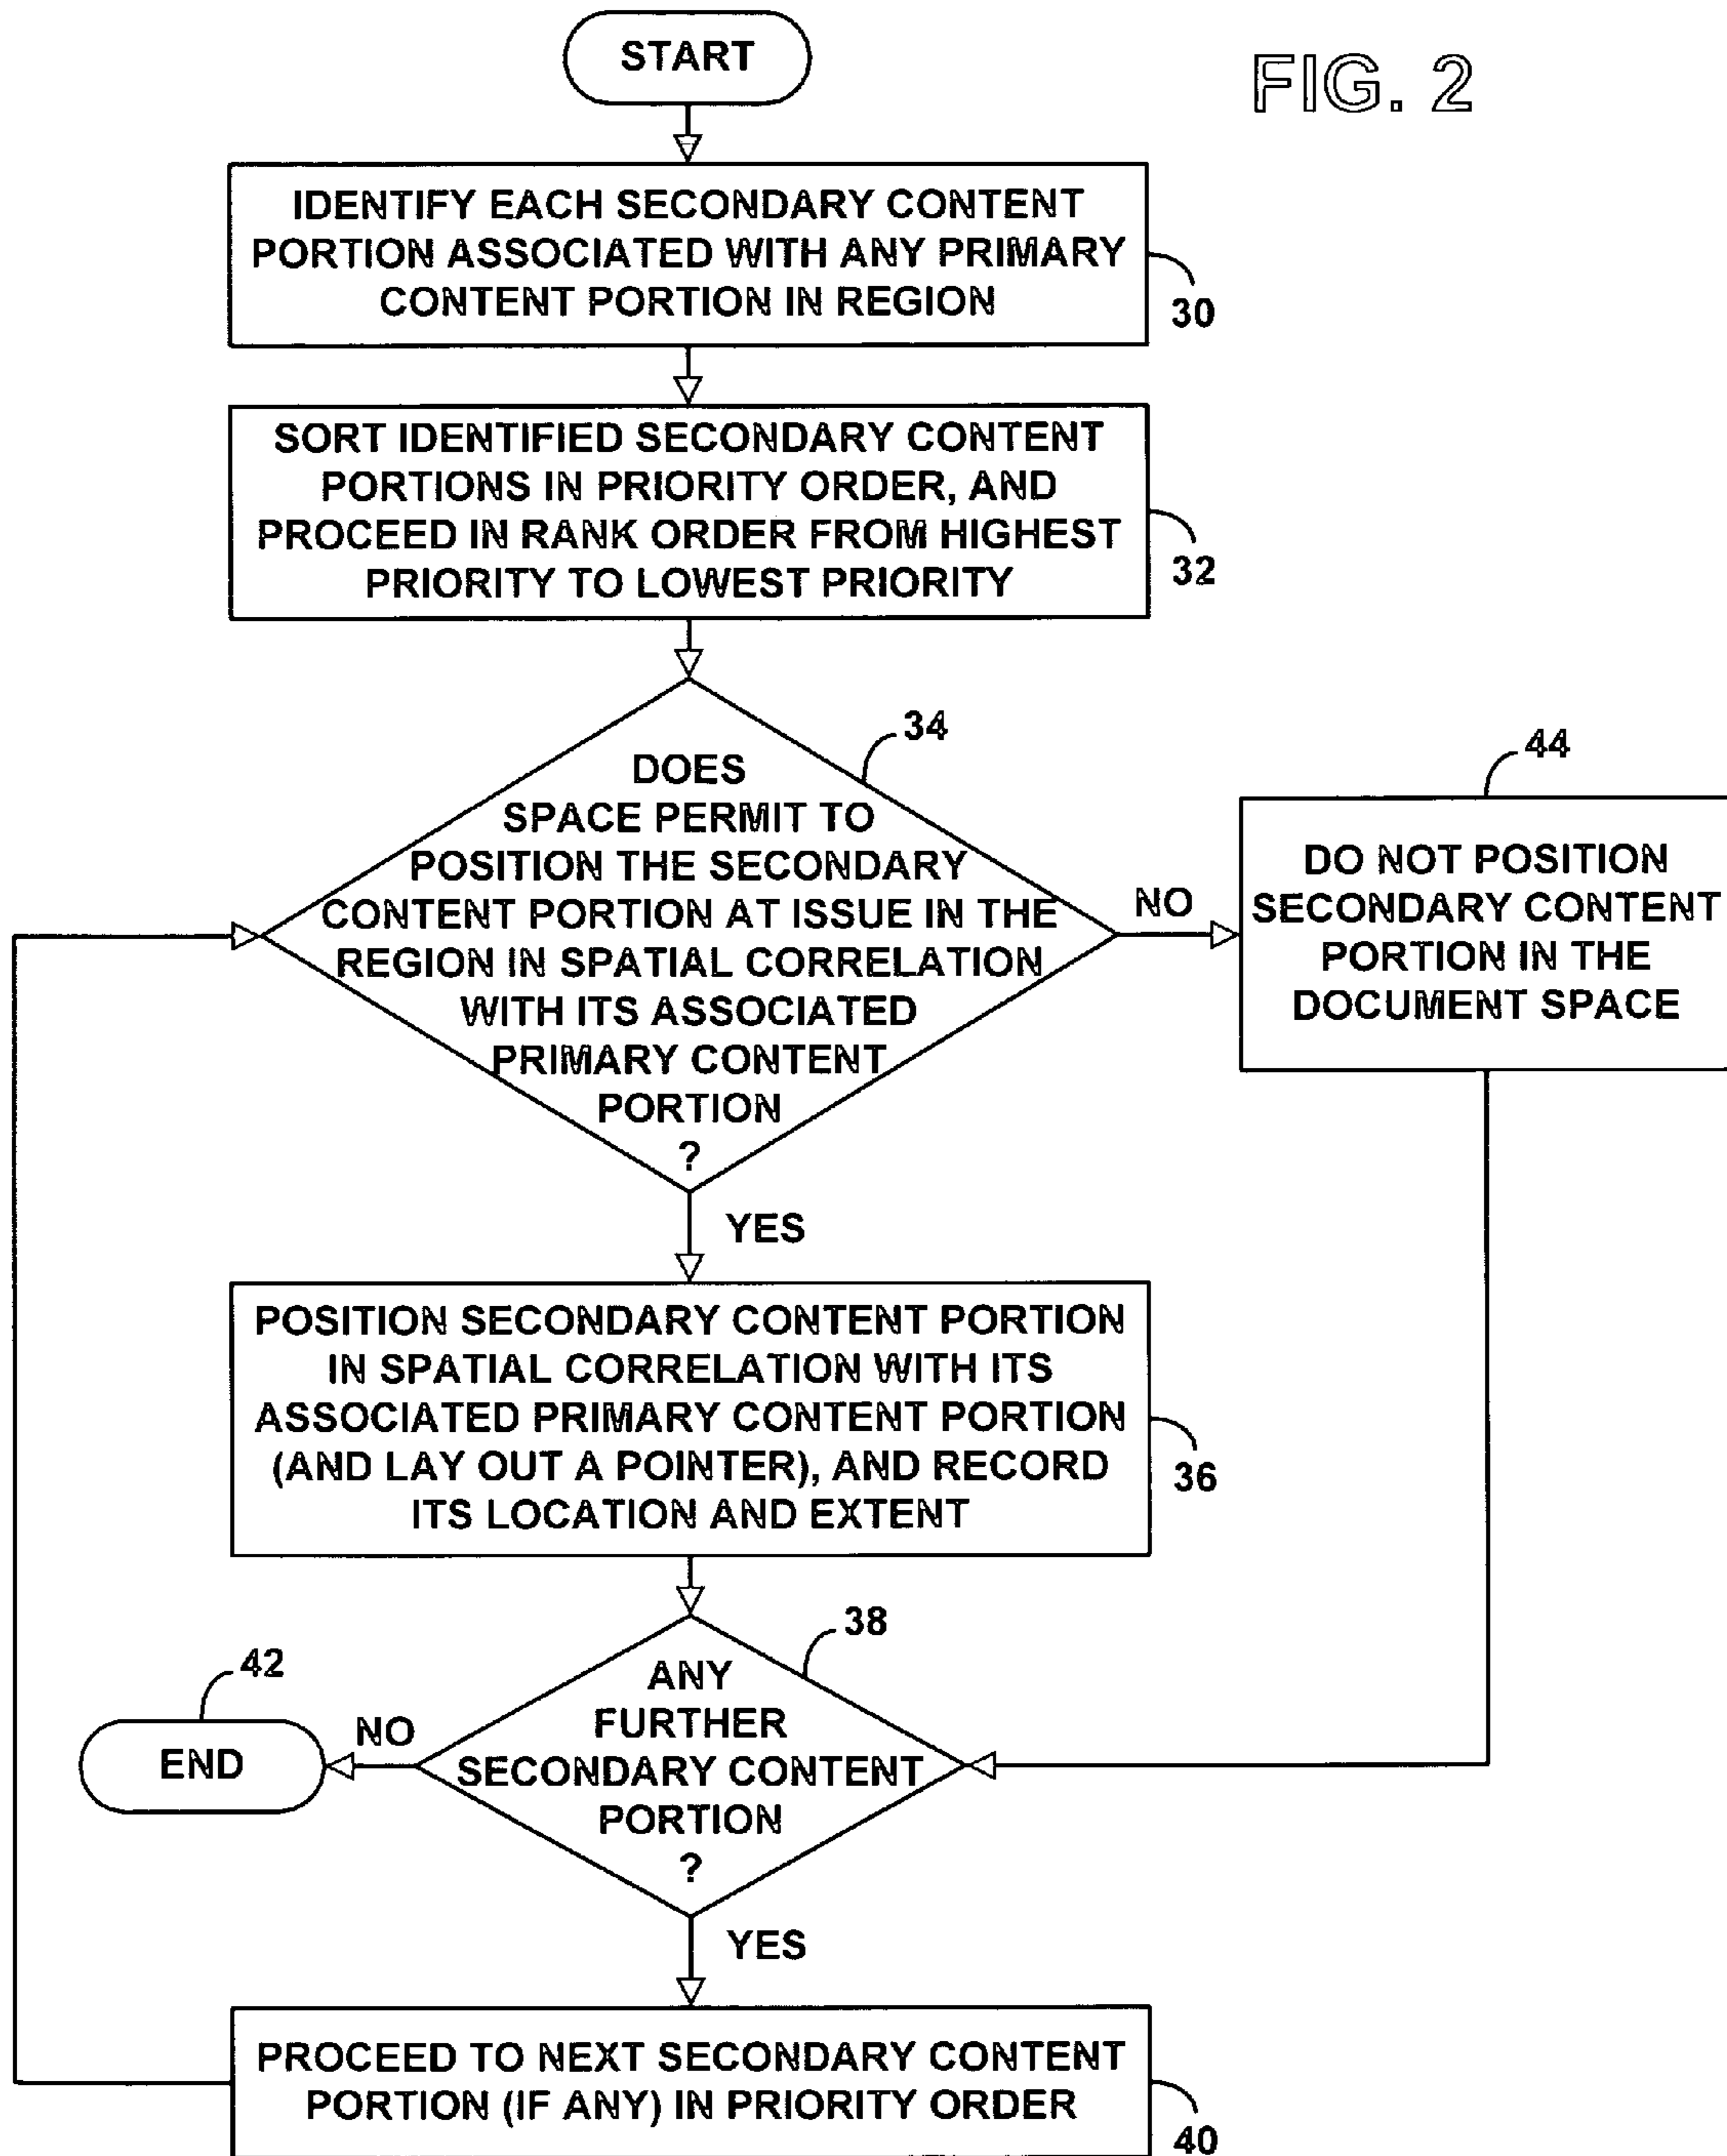 START
FIG. 2
IDENTIFY EACH SECONDARY CONTENT
PORTION ASSOCIATED WITH ANY PRIMARY
CONTENT PORTION IN REGION
30
SORT IDENTIFIED SECONDARY CONTENT
PORTIONS IN PRIORITY ORDER, AND
PROCEED IN RANK ORDER FROM HIGHEST
PRIORITY TO LOWEST PRIORITY
32
34
DOES
SPACE PERMIT TO
POSITION THE SECONDARY
CONTENT PORTION AT ISSUE IN THE
REGION IN SPATIAL CORRELATION
WITH ITS ASSOCIATED
PRIMARY CONTENT
PORTION
?
NO
44
DO NOT POSITION
SECONDARY CONTENT
PORTION IN THE
DOCUMENT SPACE
YES
POSITION SECONDARY CONTENT PORTION
IN SPATIAL CORRELATION WITH ITS
ASSOCIATED PRIMARY CONTENT PORTION
(AND LAY OUT A POINTER), AND RECORD
ITS LOCATION AND EXTENT
36
38
ANY
FURTHER
SECONDARY CONTENT
PORTION
?
NO
42
END
YES
PROCEED TO NEXT SECONDARY CONTENT
PORTION (IF ANY) IN PRIORITY ORDER
40